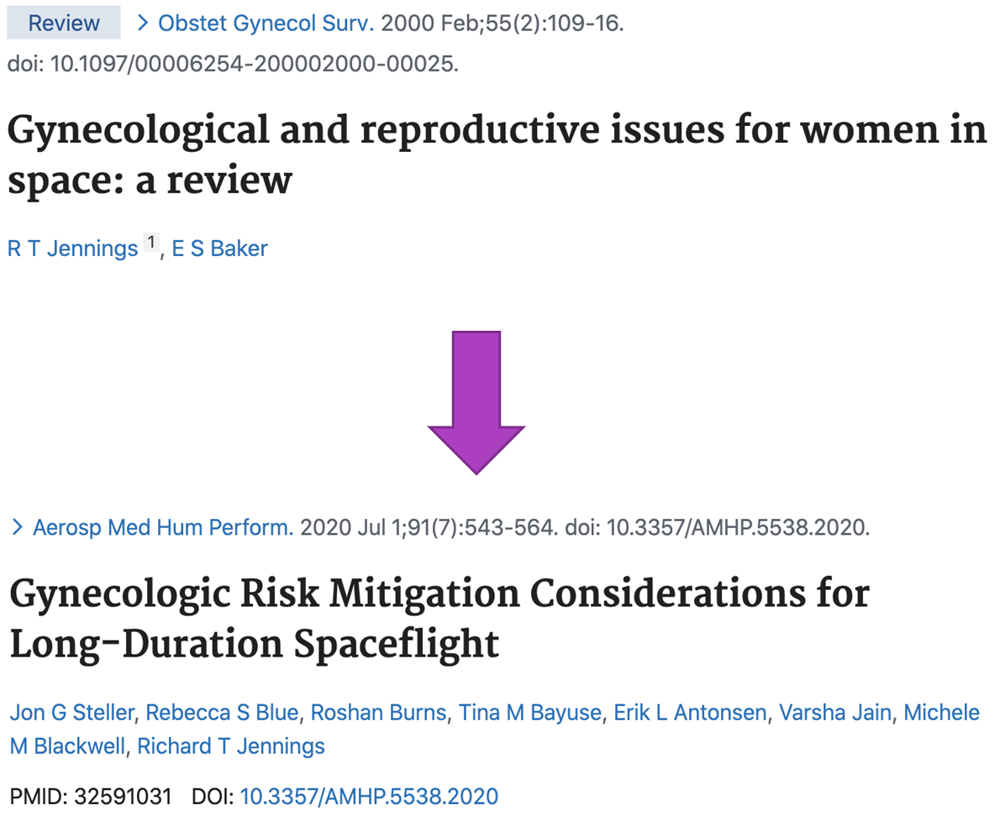 Review > Obstet Gynecol Surv. 2000 Feb;55(2):109-16.
doi: 10.1097/00006254-200002000-00025.
Gynecological and reproductive issues for women in
space: a review
R T Jennings 1, E S Baker
> Aerosp Med Hum Perform. 2020 Jul 1;91(7):543-564. doi: 10.3357/AMHP.5538.2020.
Gynecologic Risk Mitigation Considerations for
Long-Duration Spaceflight
Jon G Steller, Rebecca S Blue, Roshan Burns, Tina M Bayuse, Erik L Antonsen, Varsha Jain, Michele
M Blackwell, Richard T Jennings
PMID: 32591031 DOI: 10.3357/AMHP.5538.2020